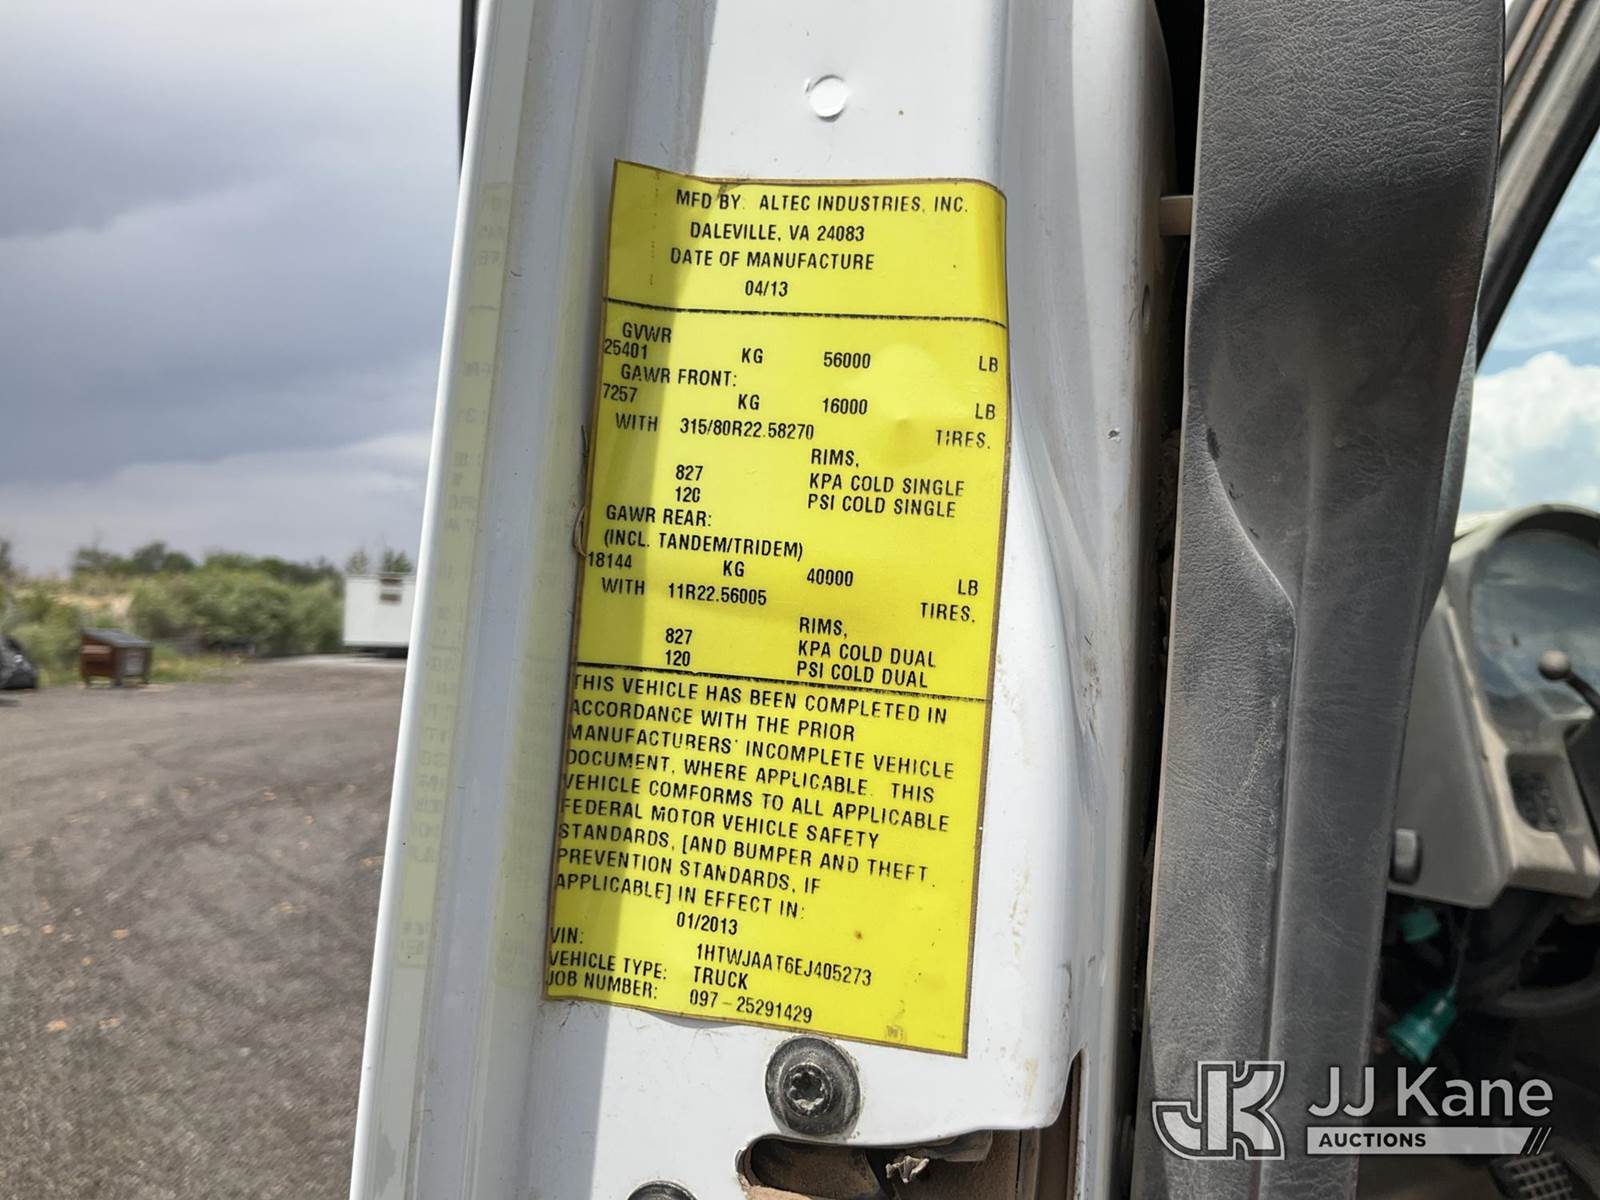 MFD BY: ALTEC INDUSTRIES, INC.
DALEVILLE, VA 24083
DATE OF MANUFACTURE
04/13
GVWR
25401 KG 56000 LB
GAWR FRONT:
7257 KG 16000 LB
WITH 315/80R22.58270 TIRES.
RIMS,
827 KPA COLD SINGLE
120 PSI COLD SINGLE
GAWR REAR:
(INCL. TANDEM/TRIDEM)
18144 KG 40000 LB
WITH 11R22.56005 TIRES.
RIMS,
827 KPA COLD DUAL
120 PSI COLD DUAL
THIS VEHICLE HAS BEEN COMPLETED IN
ACCORDANCE WITH THE PRIOR
MANUFACTURERS' INCOMPLETE VEHICLE
DOCUMENT, WHERE APPLICABLE. THIS
VEHICLE COMFORMS TO ALL APPLICABLE
FEDERAL MOTOR VEHICLE SAFETY
STANDARDS, [AND BUMPER AND THEFT
PREVENTION STANDARDS, IF
APPLICABLE] IN EFFECT IN:
01/2013
VIN: 1HTWJAAT6EJ405273
VEHICLE TYPE: TRUCK
JOB NUMBER: 097-25291429
JK JJ Kane
AUCTIONS